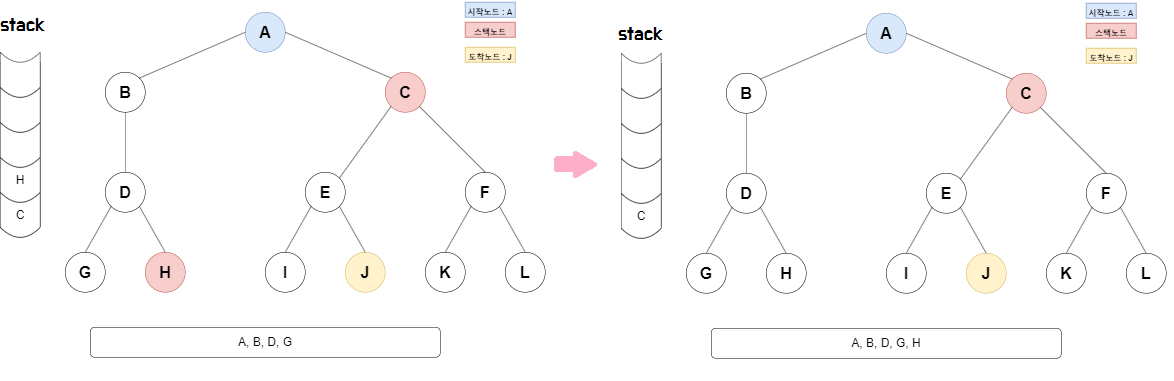 stack
시작노드 : A
스택노드
도착노드 : J
A
B
C
D
E
F
G
H
I
J
K
L
H
C
A, B, D, G
stack
시작노드 : A
스택노드
도착노드 : J
A
B
C
D
E
F
G
H
I
J
K
L
C
A, B, D, G, H